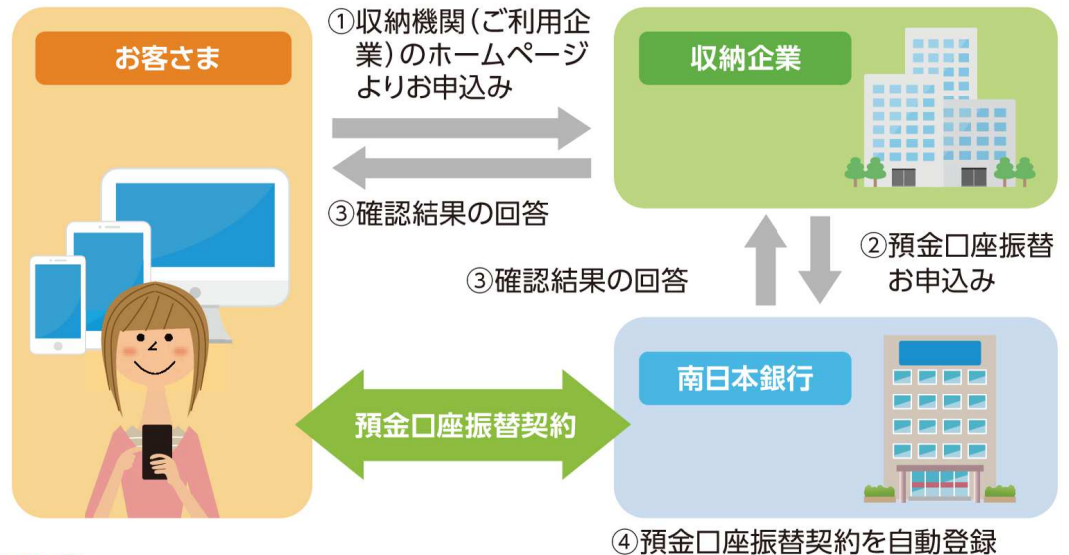 お客さま
①収納機関(ご利用企
業)のホームページ
よりお申込み
収納企業
③確認結果の回答
②預金口座振替
お申込み
③確認結果の回答
南日本銀行
預金口座振替契約
④預金口座振替契約を自動登録